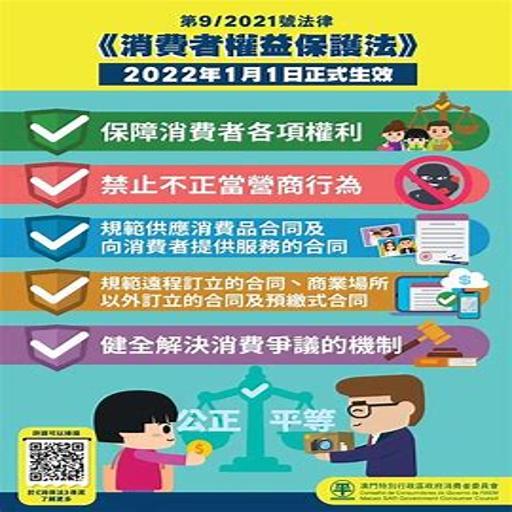 第9/2021號法律
《消費者權益保護法》
2022年1月1日正式生效
保障消費者各項權利
禁止不正當營商行為
規範供應消費品合同及
向消費者提供服務的合同
規範遠程訂立的合同、商業場所
以外訂立的合同及預繳式合同
健全解決消費爭議的機制
公正 平等
澳門特別行政區政府消費者委員會
Conselho de Consumidores do Governo da RAEM
Macao SAR Government Consumer Council
了解更多